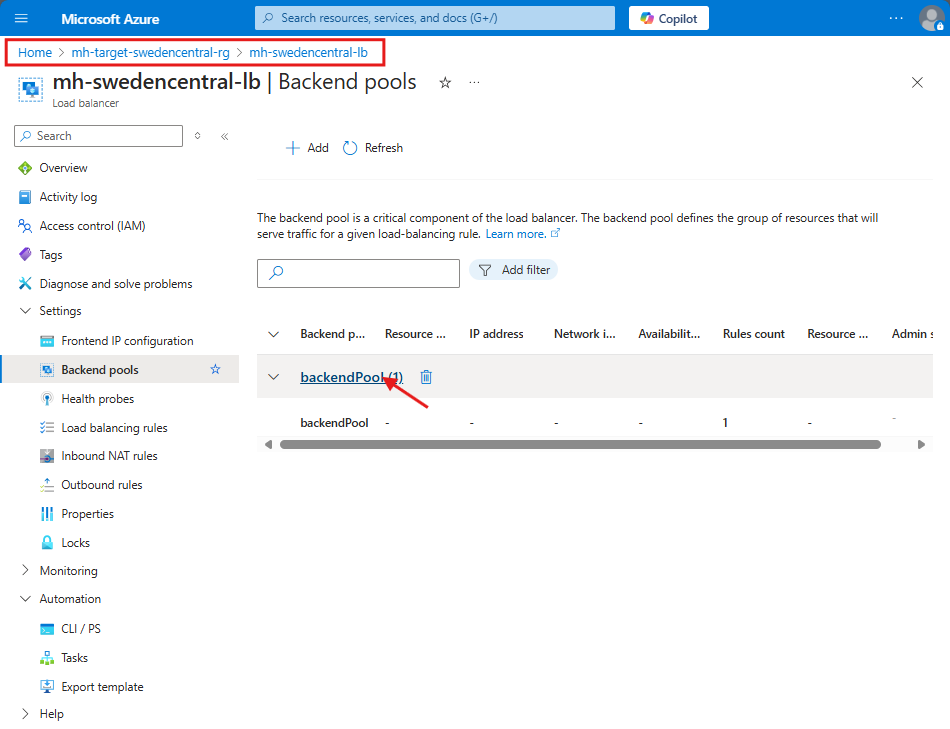 Microsoft Azure
Search resources, services, and docs (G+/)
Copilot
...
Home > mh-target-swedencentral-rg > mh-swedencentral-lb
mh-swedencentral-lb | Backend pools
...
Load balancer
Search
Overview
Activity log
Access control (IAM)
Tags
Diagnose and solve problems
Settings
Frontend IP configuration
Backend pools
Health probes
Load balancing rules
Inbound NAT rules
Outbound rules
Properties
Locks
Monitoring
Automation
CLI / PS
Tasks
Export template
Help
Add
Refresh
The backend pool is a critical component of the load balancer. The backend pool defines the group of resources that will
serve traffic for a given load-balancing rule. Learn more.
Add filter
Backend p... Resource ... IP address Network i... Availabilit... Rules count Resource ... Admin s
backendPool (1)
backendPool - - - - 1 - -